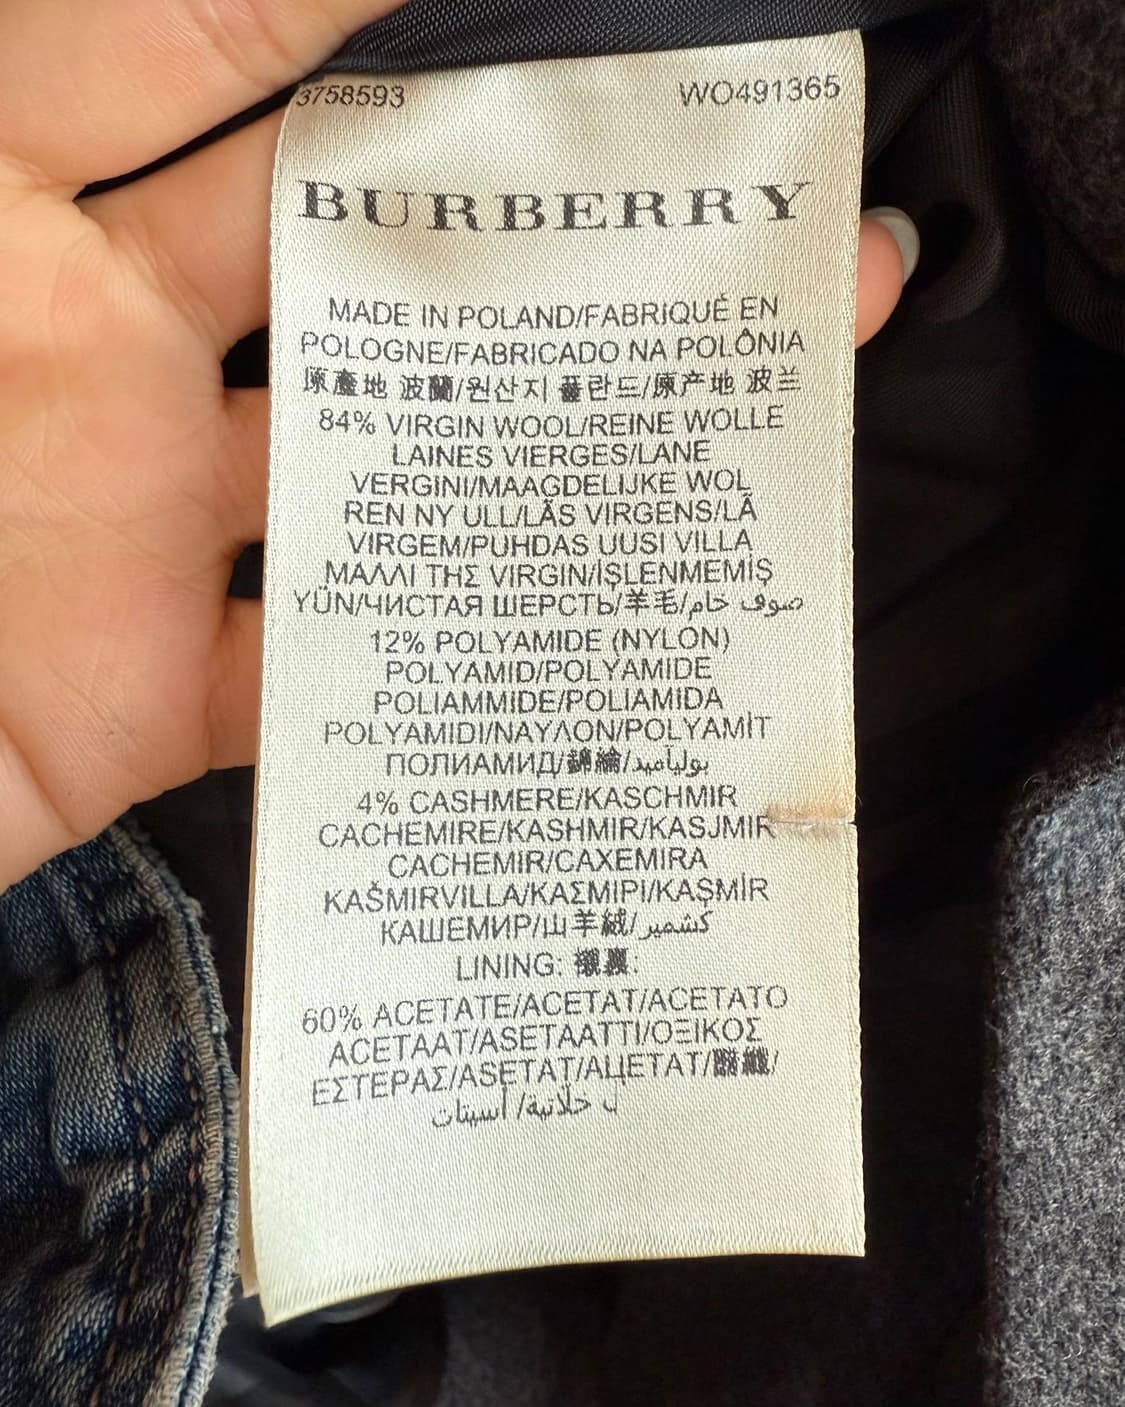 3758593 WO491365
BURBERRY
MADE IN POLAND/FABRIQUÉ EN
POLOGNE/FABRICADO NA POLÔNIA
原產地 波蘭/원산지 폴란드/原产地 波兰
84% VIRGIN WOOL/REINE WOLLE
LAINES VIERGES/LANE
VERGINI/MAAGDELIJKE WOL
REN NY ULL/LÃS VIRGENS/LÃ
VIRGEM/PUHDAS UUSI VILLA
ΜΑΛΛΙ ΤΗΣ VIRGIN/İŞLENMEMİŞ
YÜN/ЧИСТАЯ ШЕРСТЬ/羊毛/صوف خام
12% POLYAMIDE (NYLON)
POLYAMID/POLYAMIDE
POLIAMMIDE/POLIAMIDA
POLYAMIDI/ΝΑΥΛΟΝ/POLYAMİT
ПОЛИАМИД/錦綸/بولياميد
4% CASHMERE/KASCHMIR
CACHEMIRE/KASHMIR/KASJMIR
CACHEMIR/CAXEMIRA
KAŠMIRVILLA/ΚΑΣΜΙΡΙ/KAŞMİR
КАШЕМИР/山羊絨/كشمير
LINING: 襯裏:
60% ACETATE/ACETAT/ACETATO
ACETAAT/ASETAATTI/ΟΞΙΚΟΣ
ΕΣΤΕΡΑΣ/ASETAT/АЦЕТАТ/醋纖/
ل خلاتية/ أسيتات